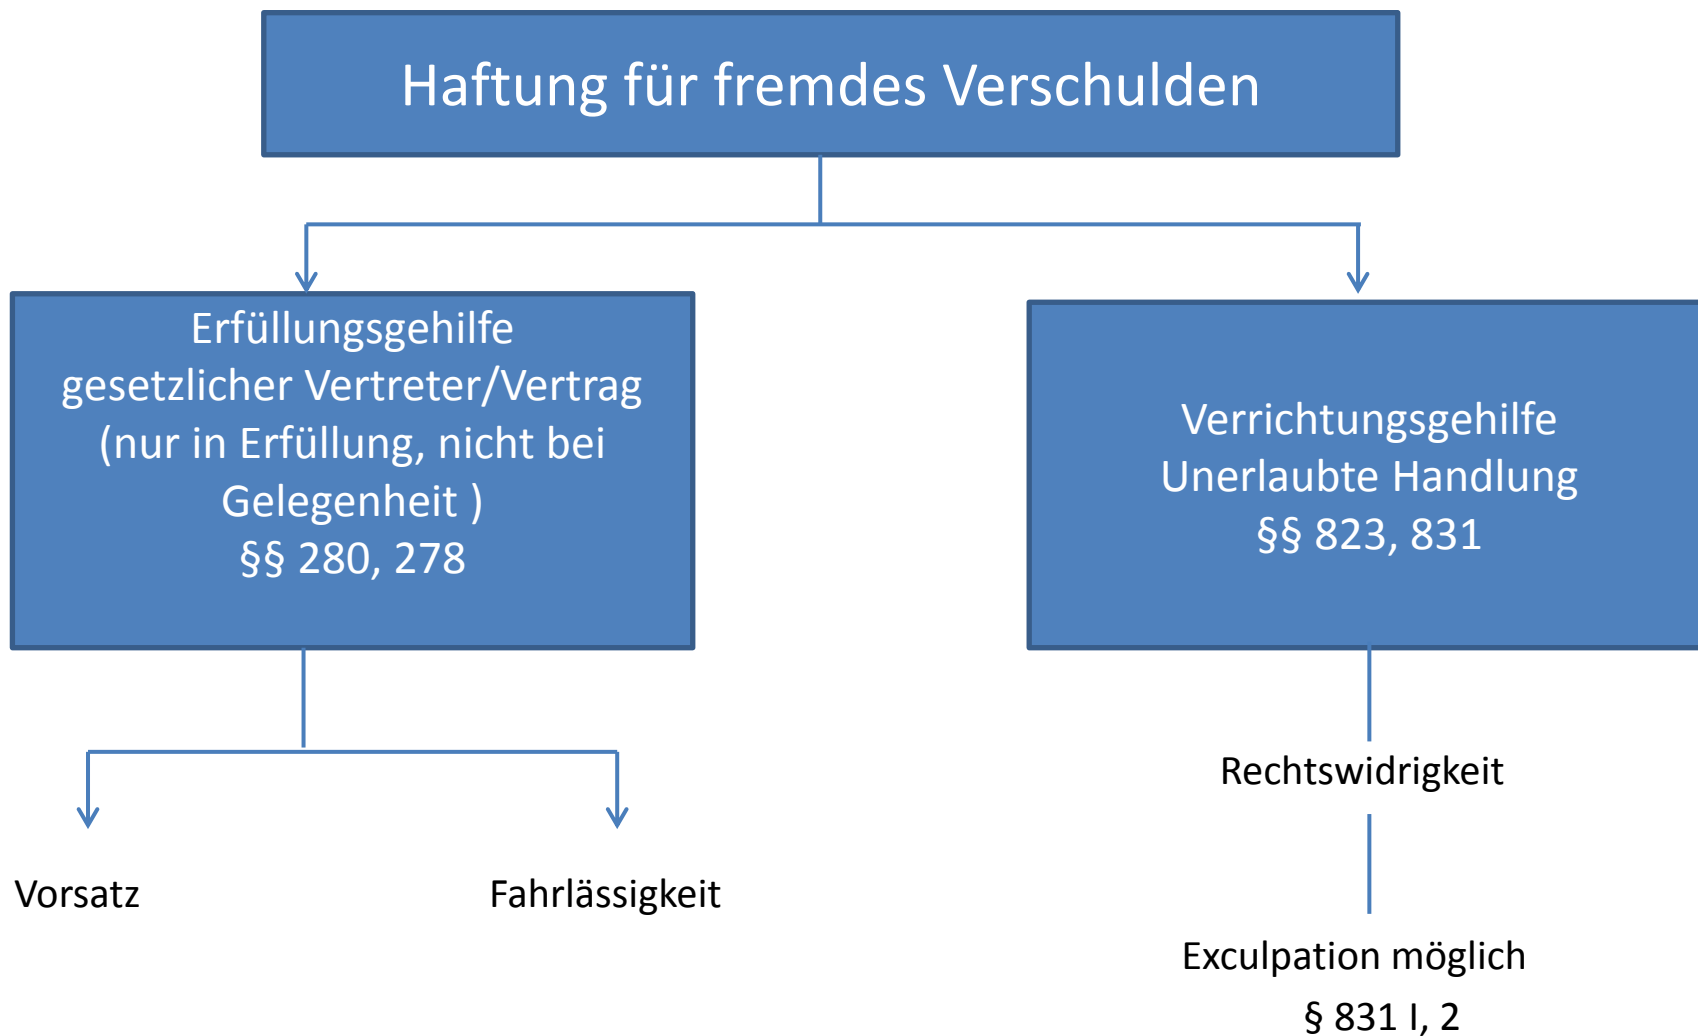 Haftung für fremdes Verschulden
Erfüllungsgehilfe
gesetzlicher Vertreter/Vertrag
(nur in Erfüllung, nicht bei
Gelegenheit )
§§ 280, 278
Verrichtungsgehilfe
Unerlaubte Handlung
§§ 823, 831
Vorsatz
Fahrlässigkeit
Rechtswidrigkeit
Exculpation möglich
§ 831 I, 2